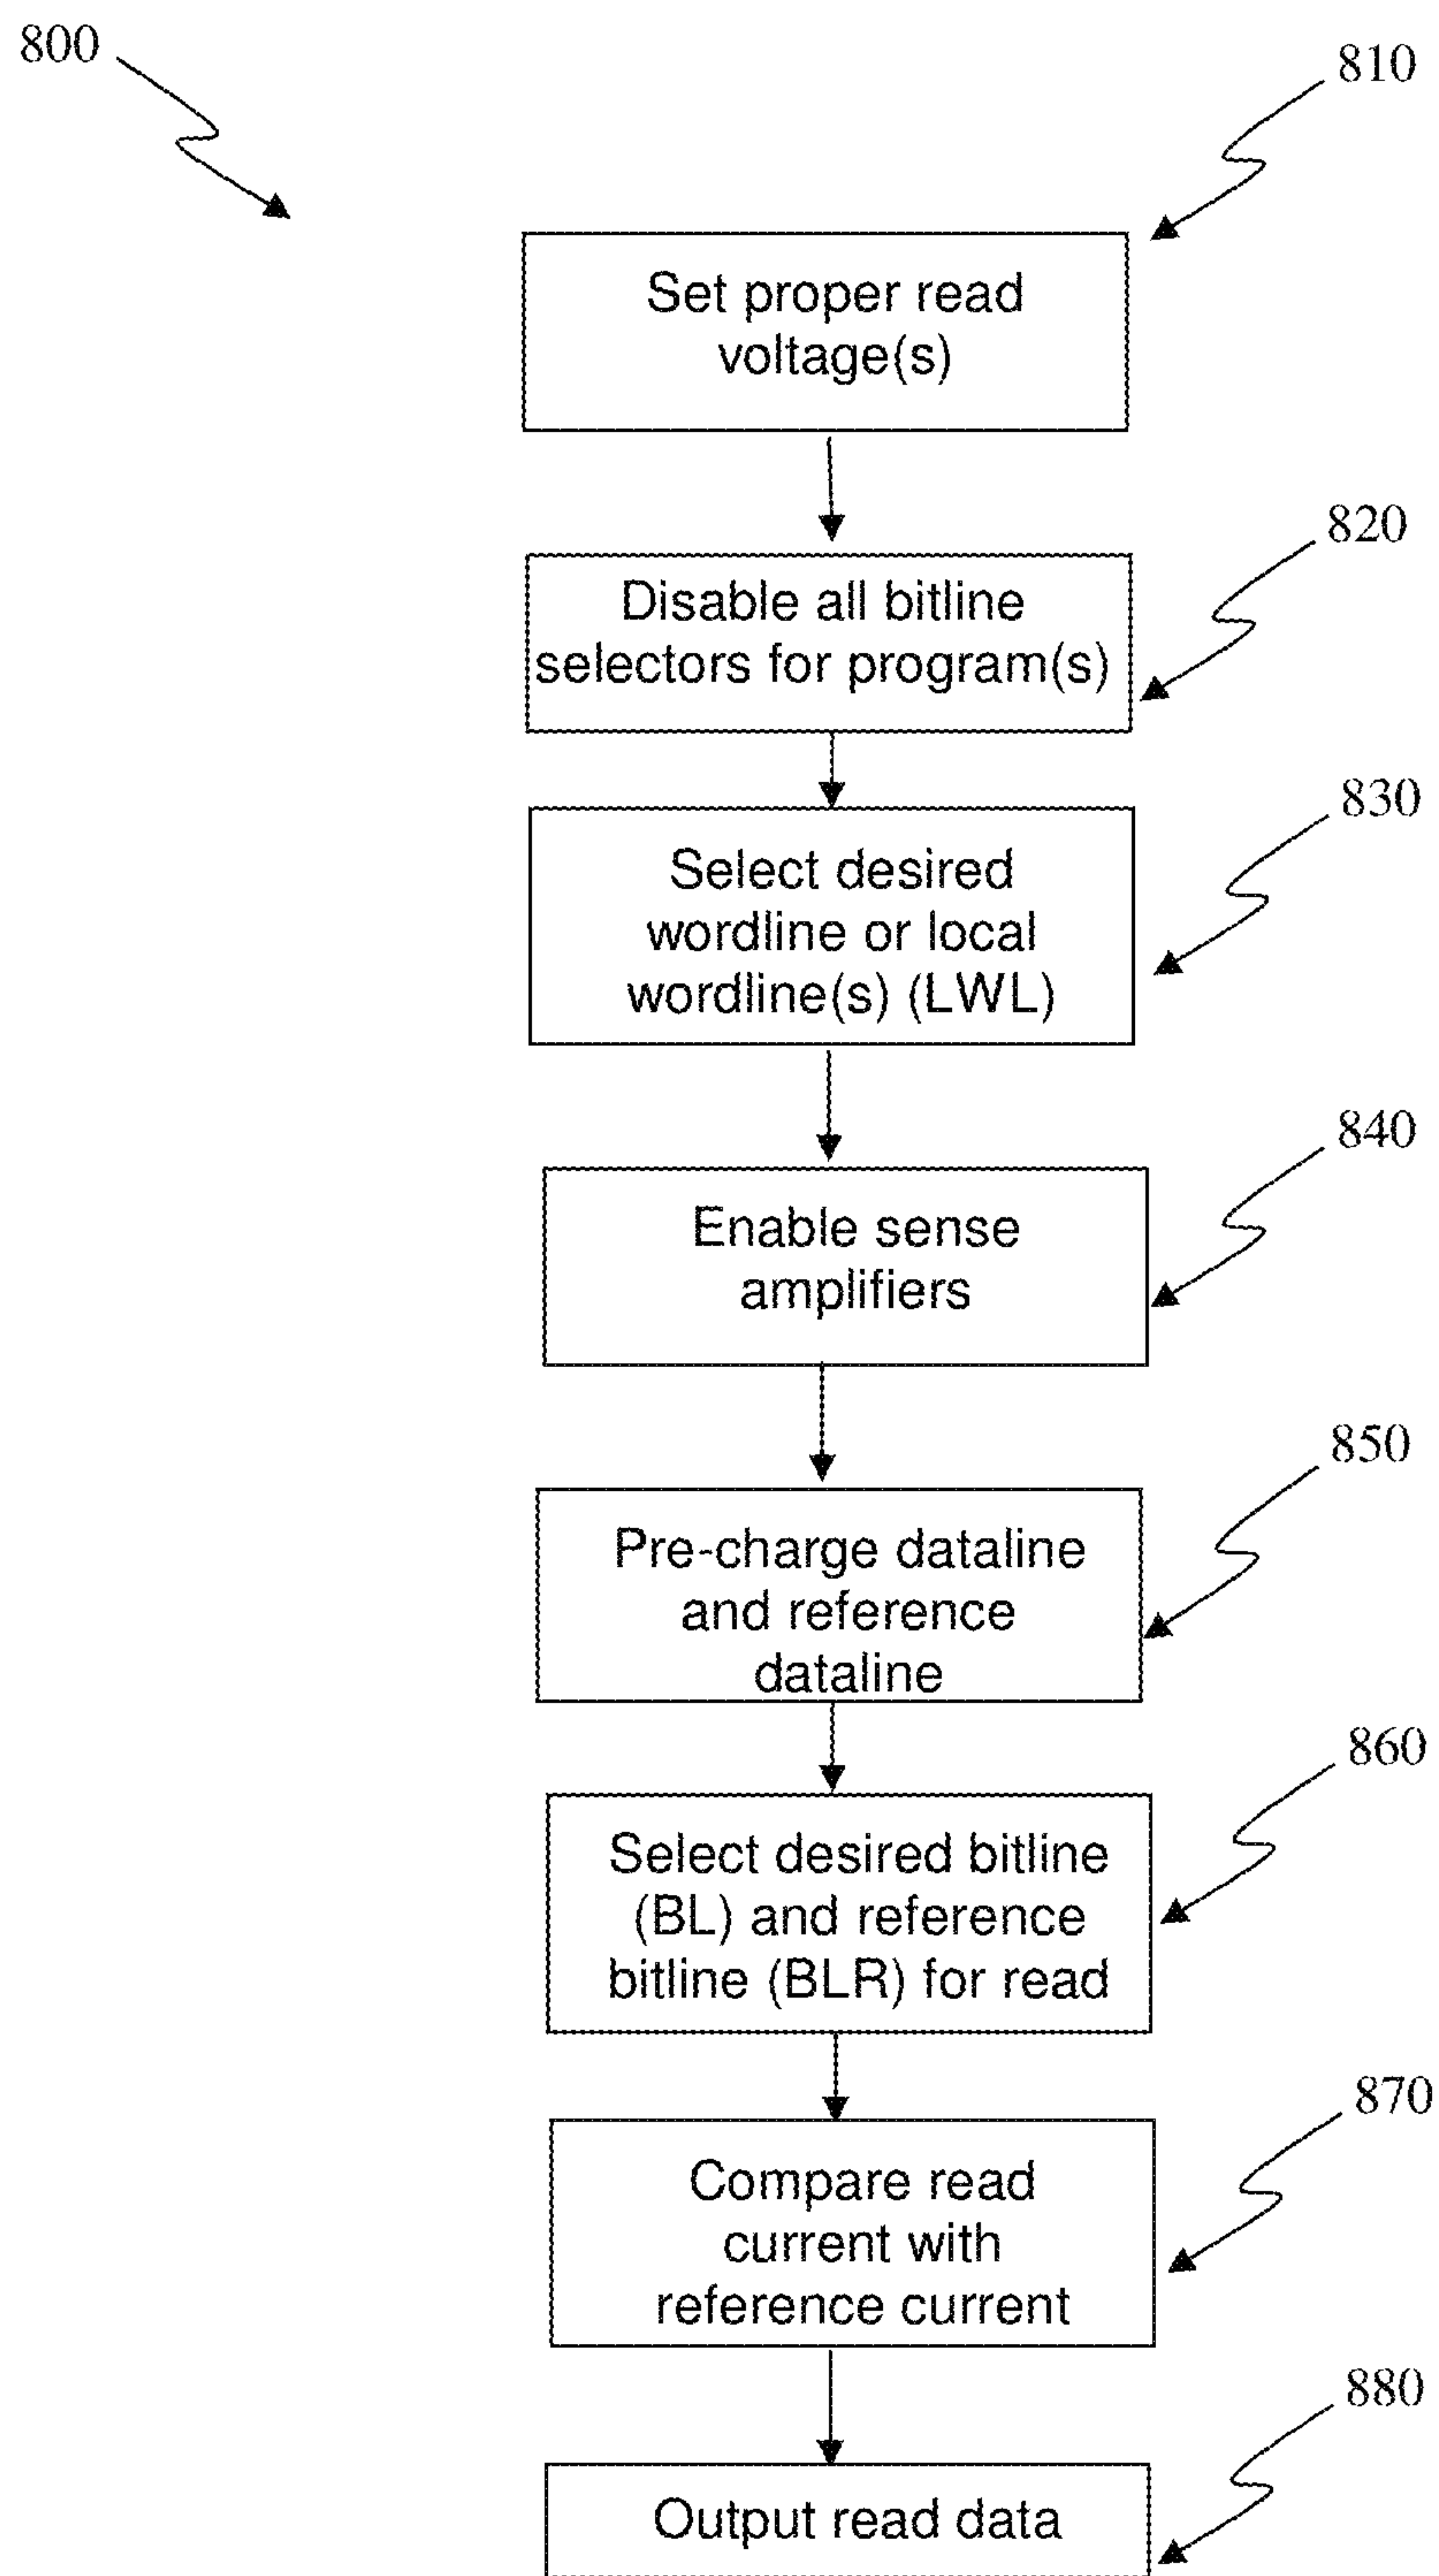 800
810
Set proper read
voltage(s)
820
Disable all bitline
selectors for program(s)
830
Select desired
wordline or local
wordline(s) (LWL)
840
Enable sense
amplifiers
850
Pre-charge dataline
and reference
dataline
860
Select desired bitline
(BL) and reference
bitline (BLR) for read
870
Compare read
current with
reference current
880
Output read data